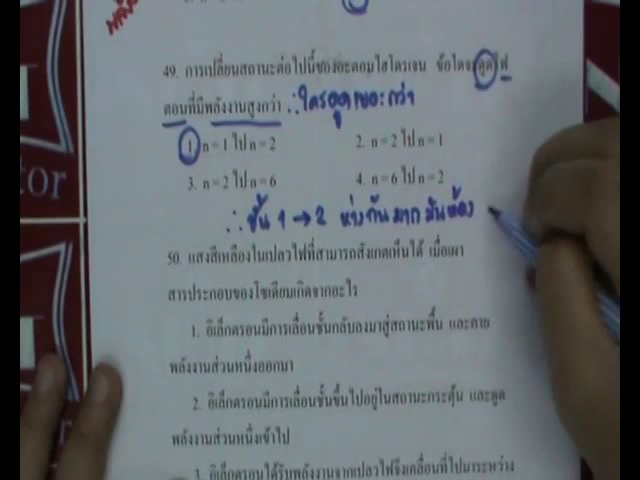 49. การเปลี่ยนสถานะต่อไปนี้ของอะตอมไฮโดรเจน ข้อใดจะดูดโฟ
ตอนที่มีพลังงานสูงกว่า ∴ใครดูดเยอะกว่า
1. n = 1 ไป n = 2
2. n = 2 ไป n = 1
3. n = 2 ไป n = 6
4. n = 6 ไป n = 2
∴ ชั้น 1 → 2 ห่างกันมาก มันต้อง
50. แสงสีเหลืองในเปลวไฟที่สามารถสังเกตเห็นได้ เมื่อเผา
สารประกอบของโซเดียมเกิดจากอะไร
1. อิเล็กตรอนมีการเลื่อนชั้นกลับลงมาสู่สถานะพื้น และคาย
พลังงานส่วนหนึ่งออกมา
2. อิเล็กตรอนมีการเลื่อนชั้นขึ้นไปอยู่ในสถานะกระตุ้น และดูด
พลังงานส่วนหนึ่งเข้าไป
3. อิเล็กตรอนได้รับพลังงานจากเปลวไฟจึงเคลื่อนที่ไปมาระหว่าง
tor